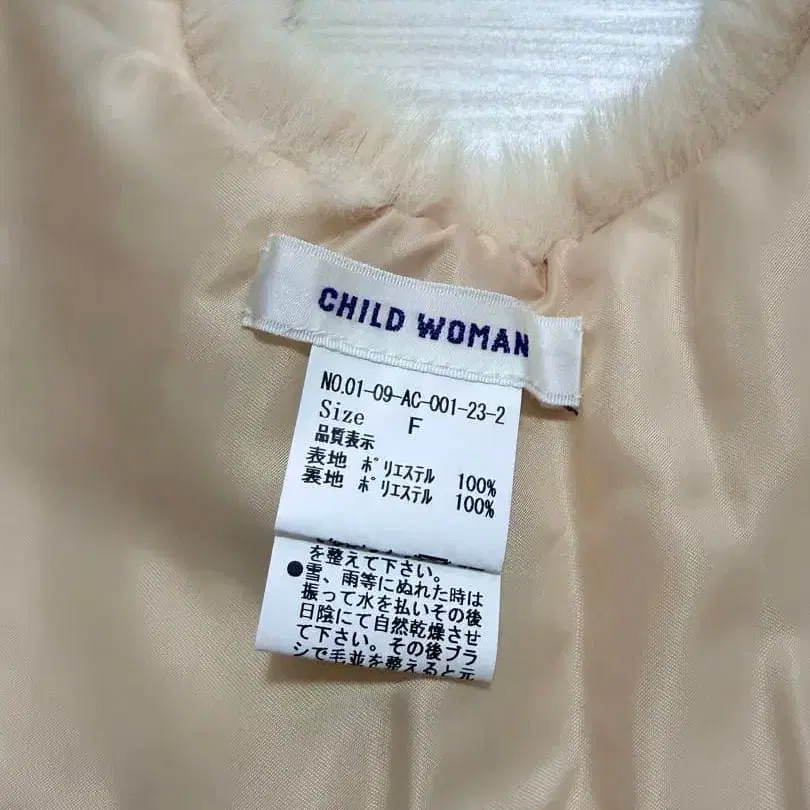 CHILD WOMAN
NO.01-09-AC-001-23-2
Size F
品質表示
表地 ﾎﾟﾘｴｽﾃﾙ 100%
裏地 ﾎﾟﾘｴｽﾃﾙ 100%
を整えて下さい。
●雪、雨等にぬれた時は
振って水を払いその後
日陰にて自然乾燥させ
て下さい。その後ブラ
シで毛並を整えると元